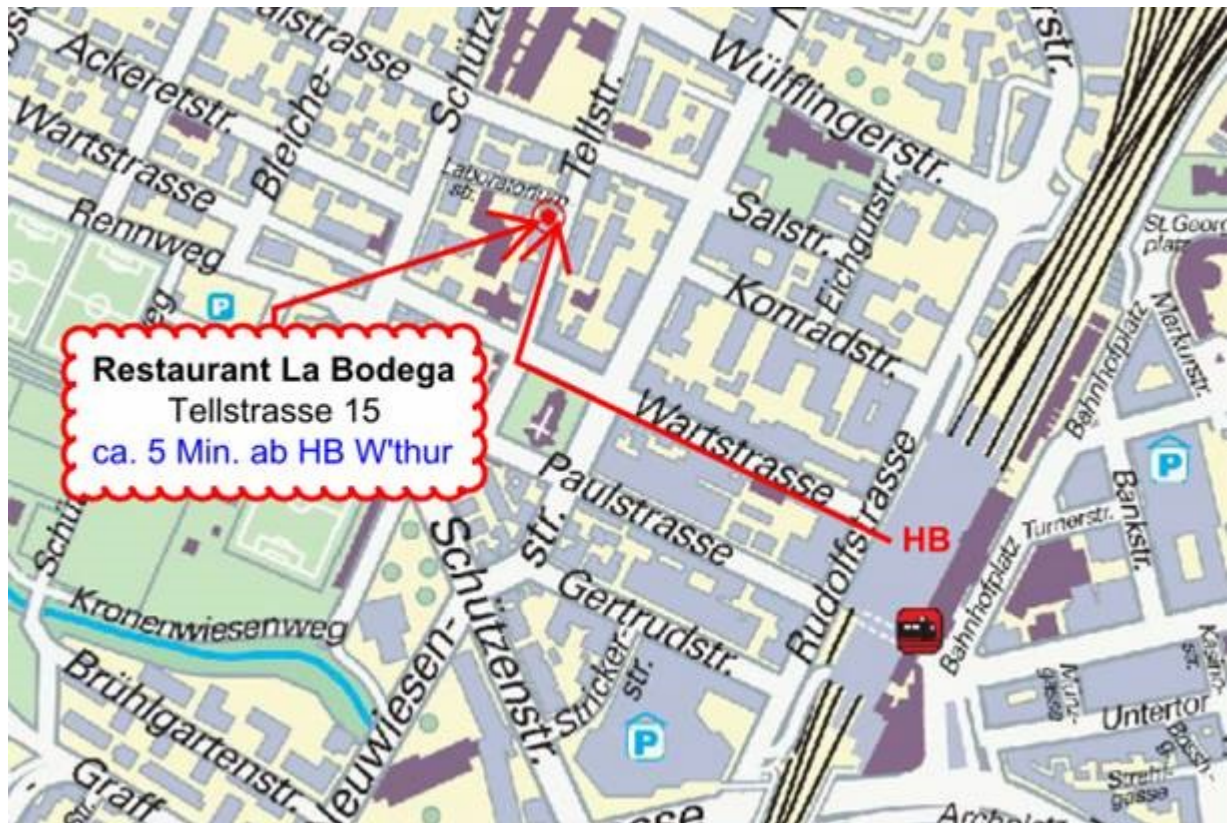 Ackeretstr.
Wartstrasse
Rennweg
Bleiche-
Tellstr.
Wülflingerstr.
Laboratorium
str.
Salstr.
Eichgutstr.
Konradstr.
St. Georg
platz
Merkurstr.
Bahnhofplatz
P
Restaurant La Bodega
Tellstrasse 15
ca. 5 Min. ab HB W'thur
Wartstrasse
Paulstrasse
Rudolfstrasse
HB
P
Bankstr.
Turnerstr.
Bahnhofplatz
Kronenwiesenweg
Schützenstr.
Gertrudstr.
Stricker-
str.
str.
Brühlgartenstr.
Graff
P
Untertor